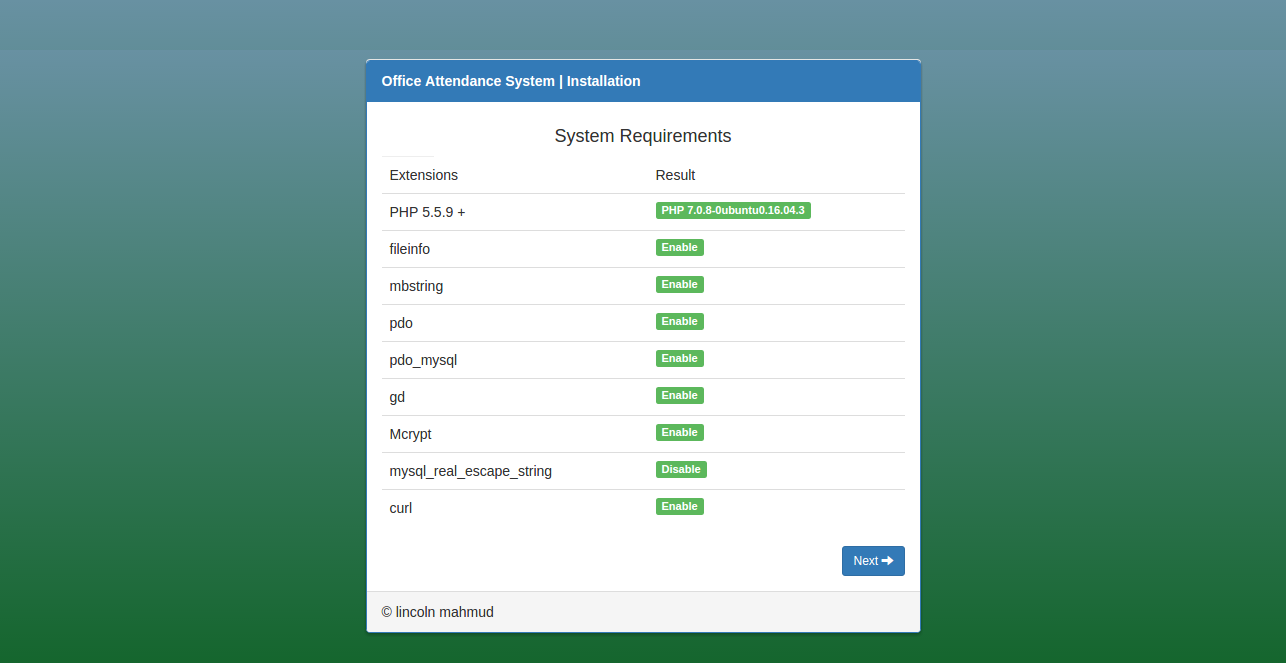 Office Attendance System | Installation
System Requirements
Extensions Result
PHP 5.5.9 + PHP 7.0.8-0ubuntu0.16.04.3
fileinfo Enable
mbstring Enable
pdo Enable
pdo_mysql Enable
gd Enable
Mcrypt Enable
mysql_real_escape_string Disable
curl Enable
Next
© lincoln mahmud